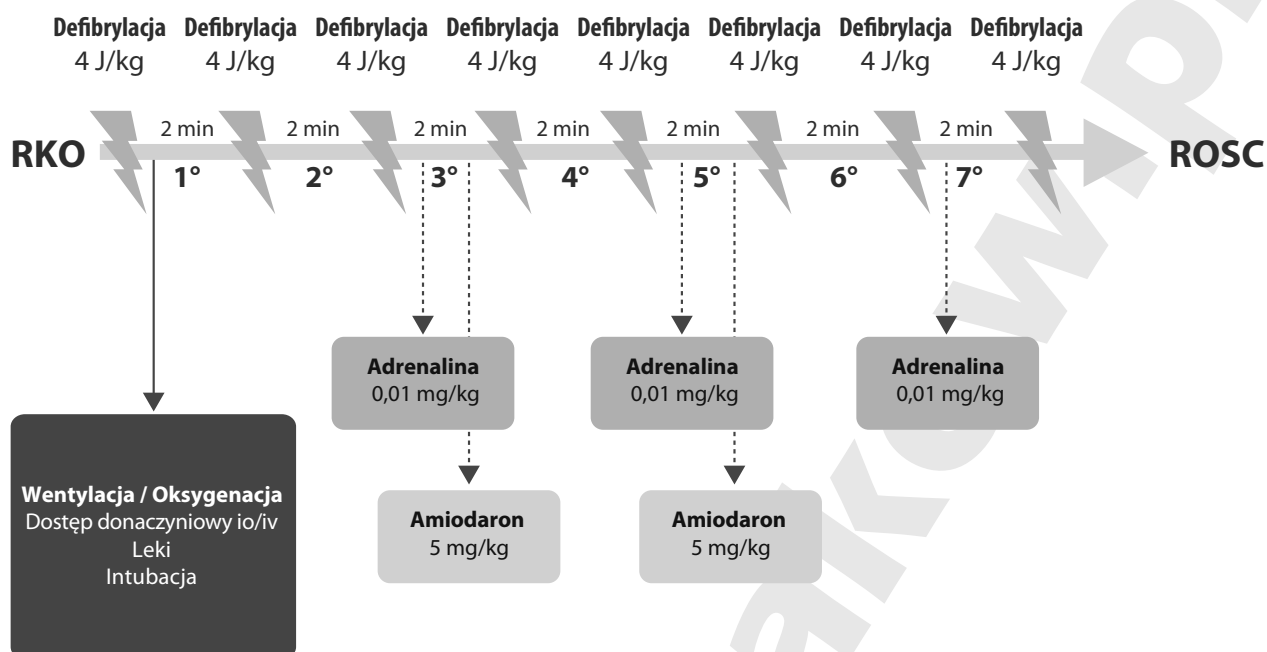 Defibrylacja Defibrylacja Defibrylacja Defibrylacja Defibrylacja Defibrylacja Defibrylacja Defibrylacja
4 J/kg 4 J/kg 4 J/kg 4 J/kg 4 J/kg 4 J/kg 4 J/kg 4 J/kg
2 min 2 min 2 min 2 min 2 min 2 min 2 min
RKO ROSC
1° 2° 3° 4° 5° 6° 7°
Adrenalina
0,01 mg/kg
Adrenalina
0,01 mg/kg
Adrenalina
0,01 mg/kg
Wentylacja / Oksygenacja
Dostęp donaczyniowy io/iv
Leki
Intubacja
Amiodaron
5 mg/kg
Amiodaron
5 mg/kg